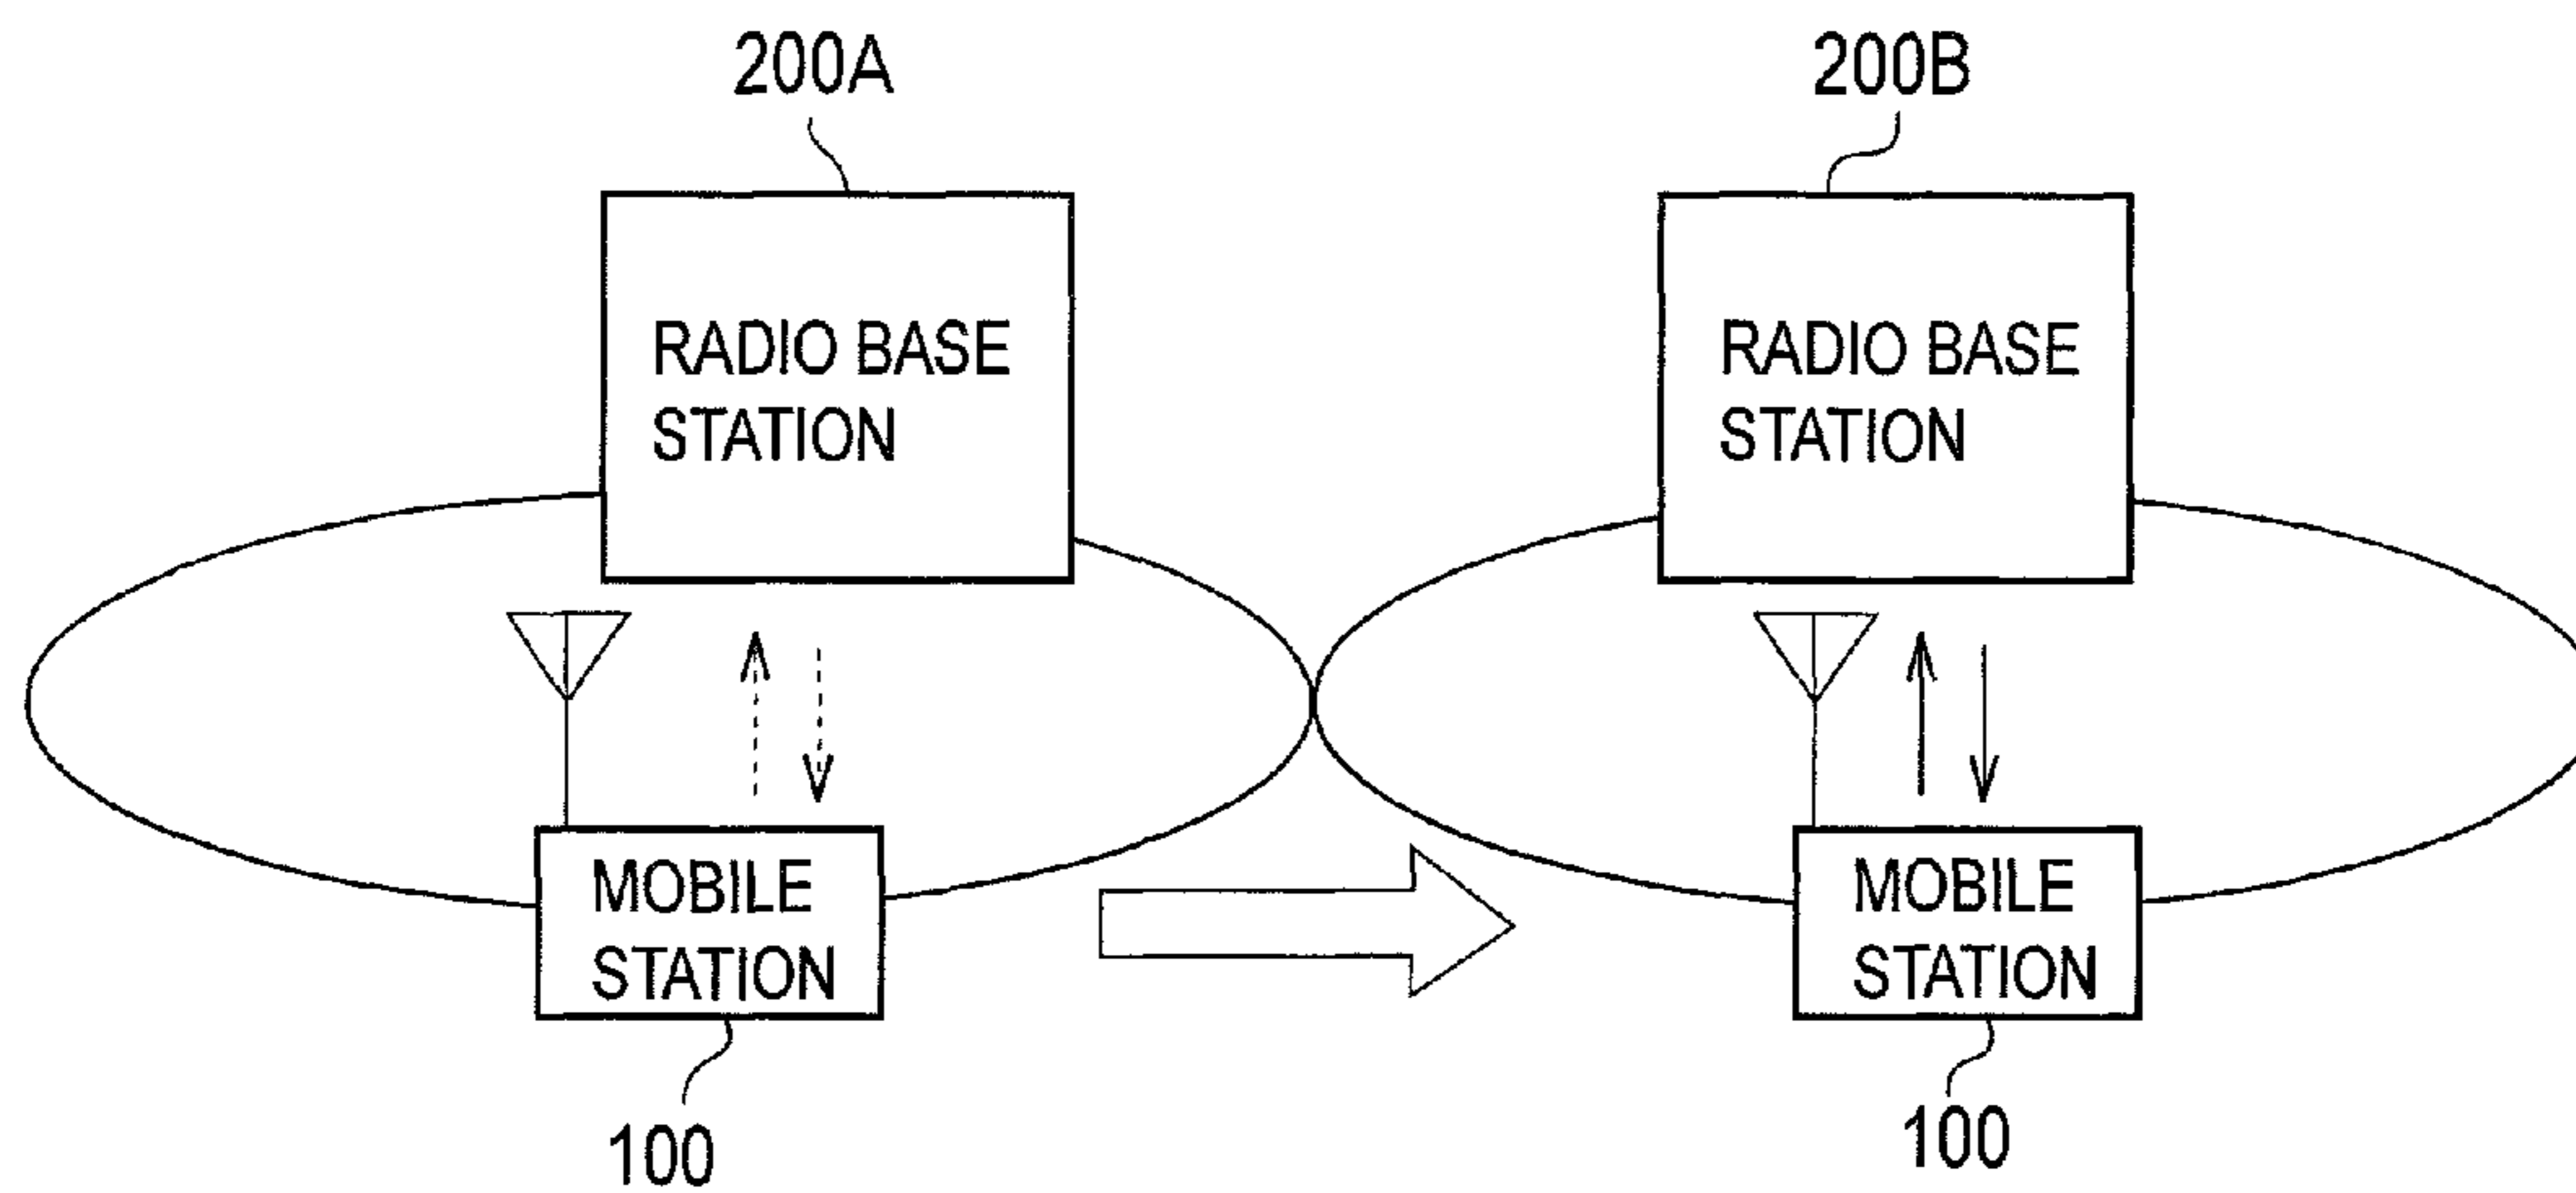 200A
200B
RADIO BASE
STATION
RADIO BASE
STATION
MOBILE
STATION
MOBILE
STATION
100
100